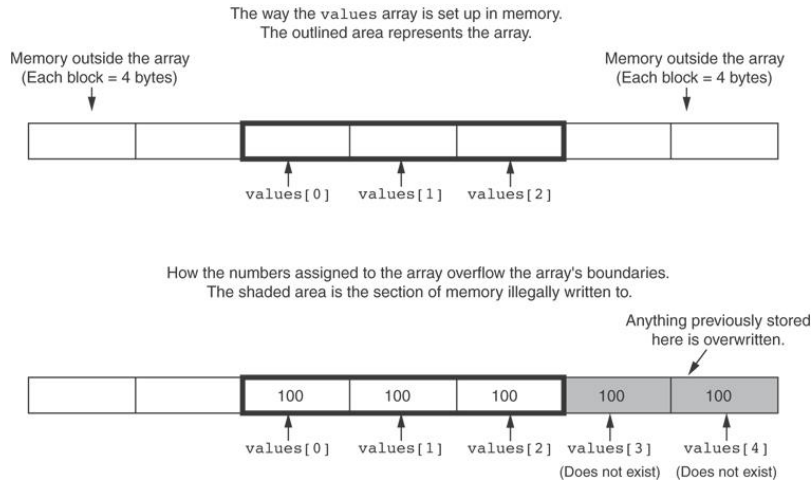 The way the values array is set up in memory.
The outlined area represents the array.
Memory outside the array
(Each block = 4 bytes)
Memory outside the array
(Each block = 4 bytes)
values[0]
values[1]
values[2]
How the numbers assigned to the array overflow the array's boundaries.
The shaded area is the section of memory illegally written to.
Anything previously stored
here is overwritten.
100
100
100
100
100
values[0]
values[1]
values[2]
values[3]
(Does not exist)
values[4]
(Does not exist)